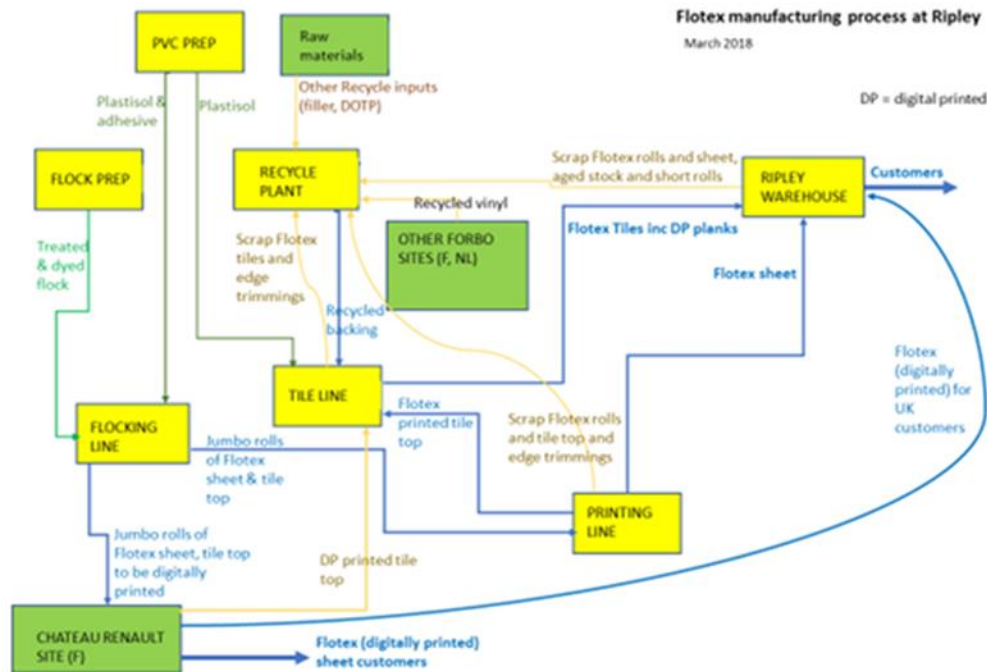 Flotex manufacturing process at Ripley
March 2018
DP = digital printed
PVC PREP
Raw
materials
Other Recycle inputs
(filler, DOTP)
Plastisol &
adhesive
Plastisol
FLOCK PREP
RECYCLE
PLANT
Scrap Flotex rolls and sheet,
aged stock and short rolls
RIPLEY
WAREHOUSE
Customers
Recycled vinyl
OTHER FORBO
SITES (F, NL)
Flotex Tiles inc DP planks
Flotex sheet
Treated
& dyed
flock
Scrap Flotex
tiles and
edge
trimmings
Recycled
backing
TILE LINE
Flotex
(digitally
printed) for
UK
customers
FLOCKING
LINE
Jumbo rolls
of Flotex
sheet & tile
top
Flotex
printed tile
top
Scrap Flotex rolls
and tile top and
edge trimmings
PRINTING
LINE
Jumbo rolls of
Flotex sheet, tile top
to be digitally
printed
DP printed tile
top
CHATEAU RENAULT
SITE (F)
Flotex (digitally printed)
sheet customers